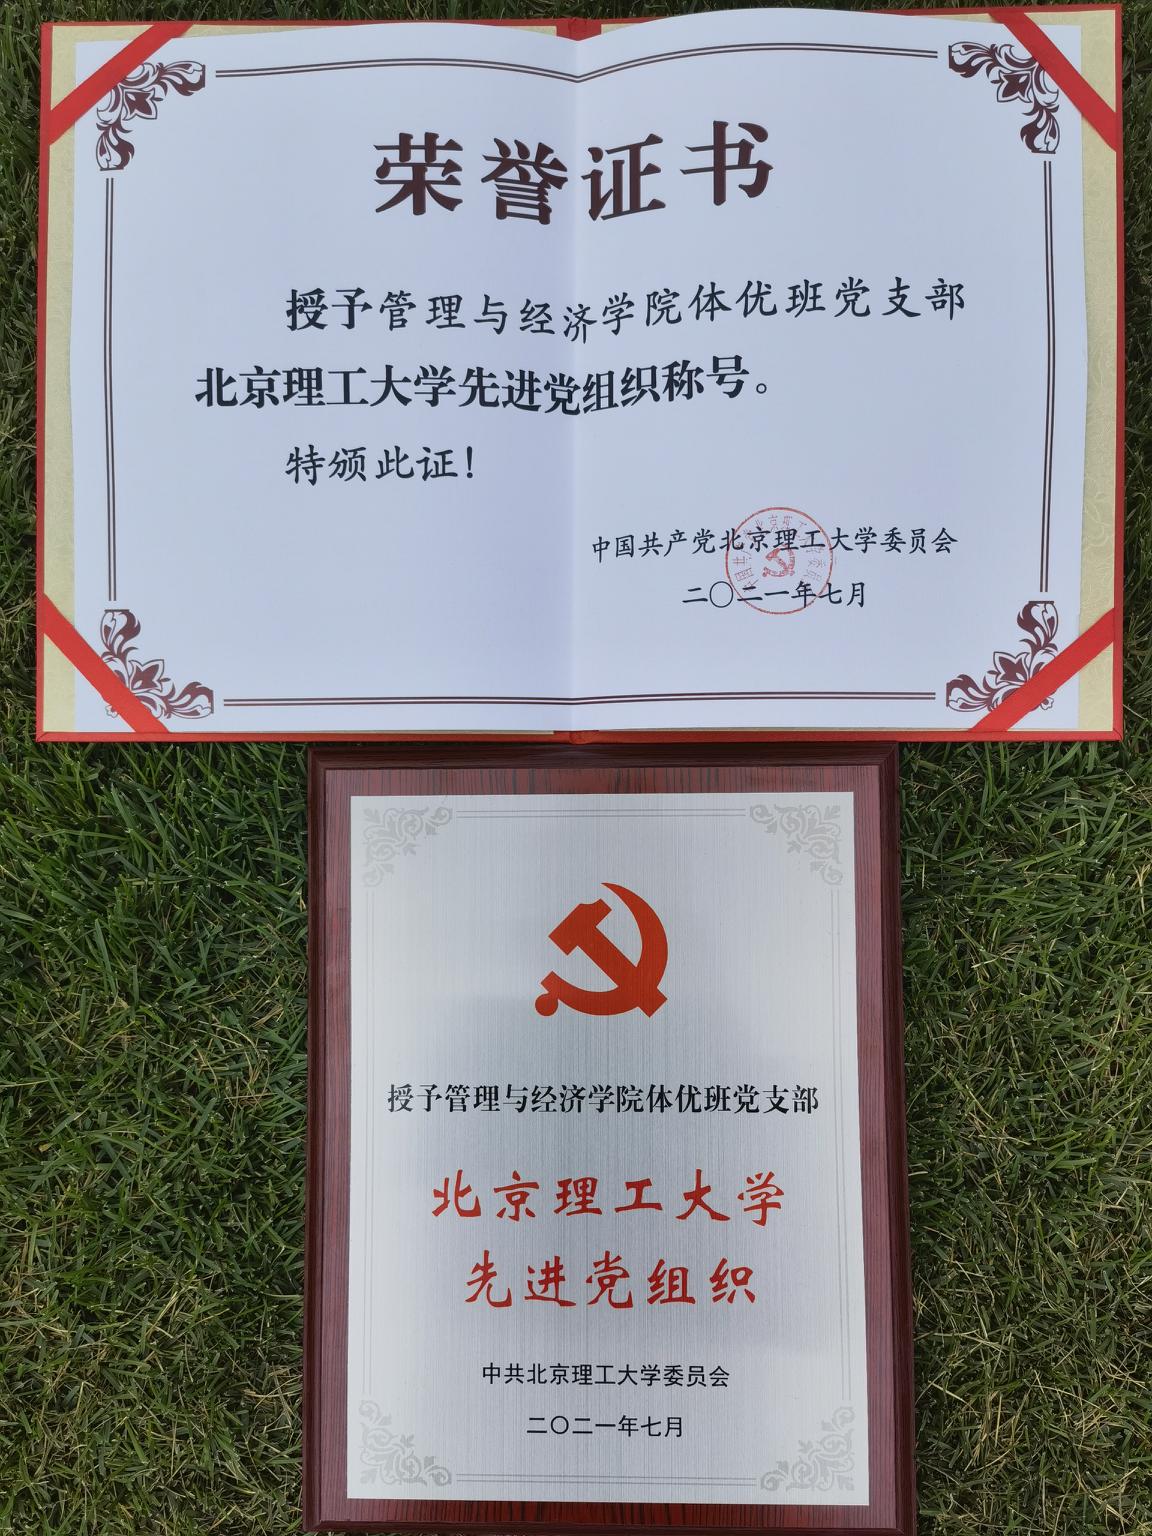 荣誉证书
授予管理与经济学院体优班党支部
北京理工大学先进党组织称号。
特颁此证！
中国共产党北京理工大学委员会
二〇二一年七月
授予管理与经济学院体优班党支部
北京理工大学
先进党组织
中共北京理工大学委员会
二〇二一年七月